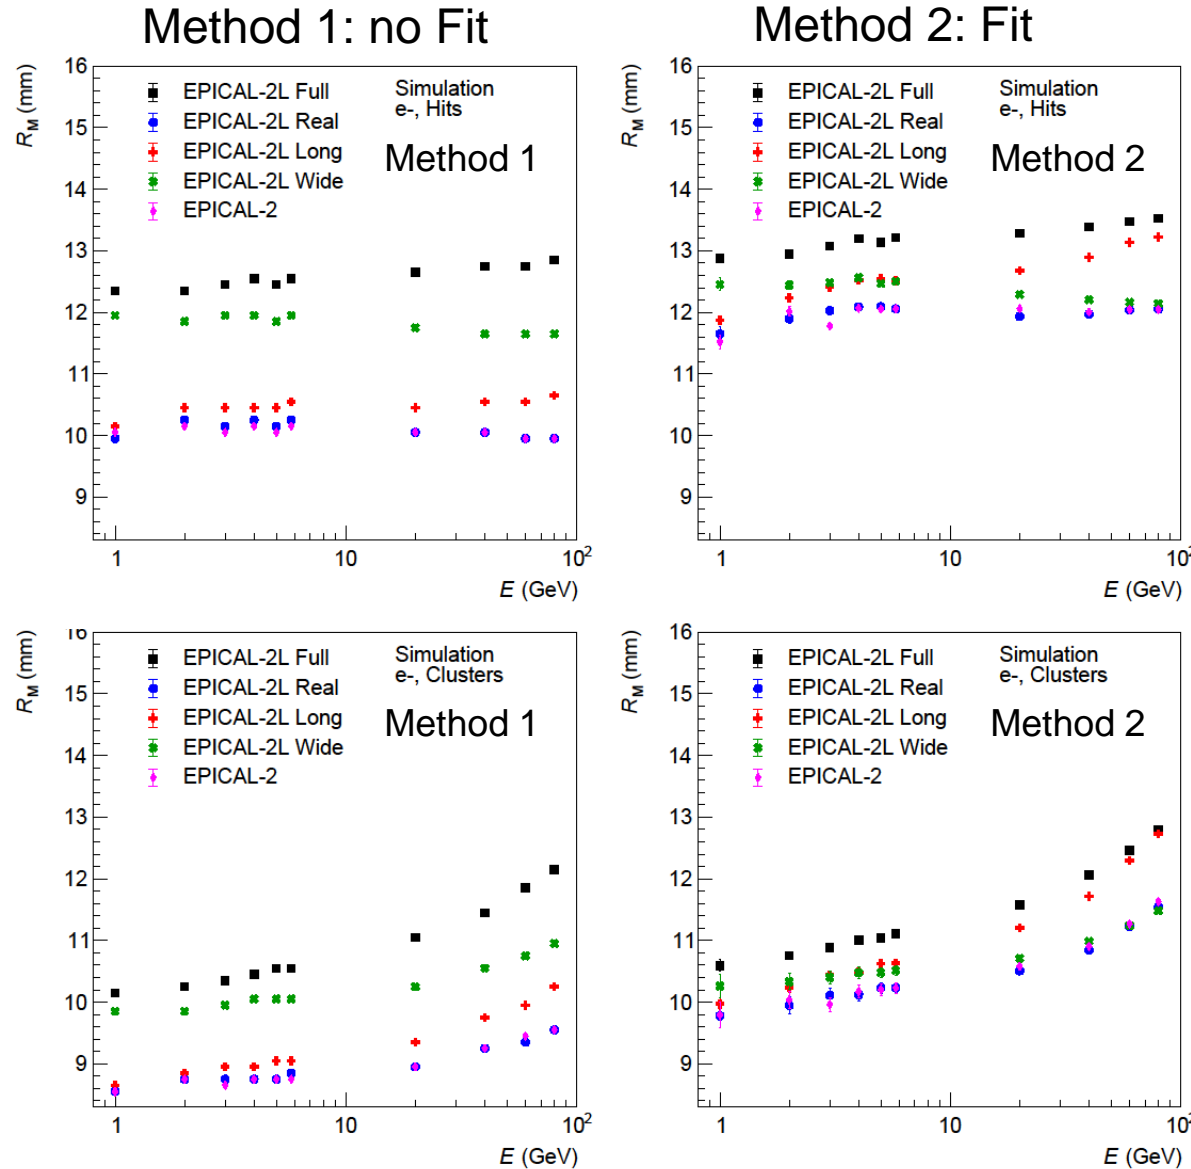 Method 1: no Fit
Method 2: Fit
16
15
14
13
12
11
10
9
R_M (mm)
EPICAL-2L Full
EPICAL-2L Real
EPICAL-2L Long
EPICAL-2L Wide
EPICAL-2
Simulation
e-, Hits
Method 1
1
10
10²
E (GeV)
16
15
14
13
12
11
10
9
R_M (mm)
EPICAL-2L Full
EPICAL-2L Real
EPICAL-2L Long
EPICAL-2L Wide
EPICAL-2
Simulation
e-, Hits
Method 2
1
10
10²
E (GeV)
16
15
14
13
12
11
10
9
R_M (mm)
EPICAL-2L Full
EPICAL-2L Real
EPICAL-2L Long
EPICAL-2L Wide
EPICAL-2
Simulation
e-, Clusters
Method 1
1
10
10²
E (GeV)
16
15
14
13
12
11
10
9
R_M (mm)
EPICAL-2L Full
EPICAL-2L Real
EPICAL-2L Long
EPICAL-2L Wide
EPICAL-2
Simulation
e-, Clusters
Method 2
1
10
10²
E (GeV)